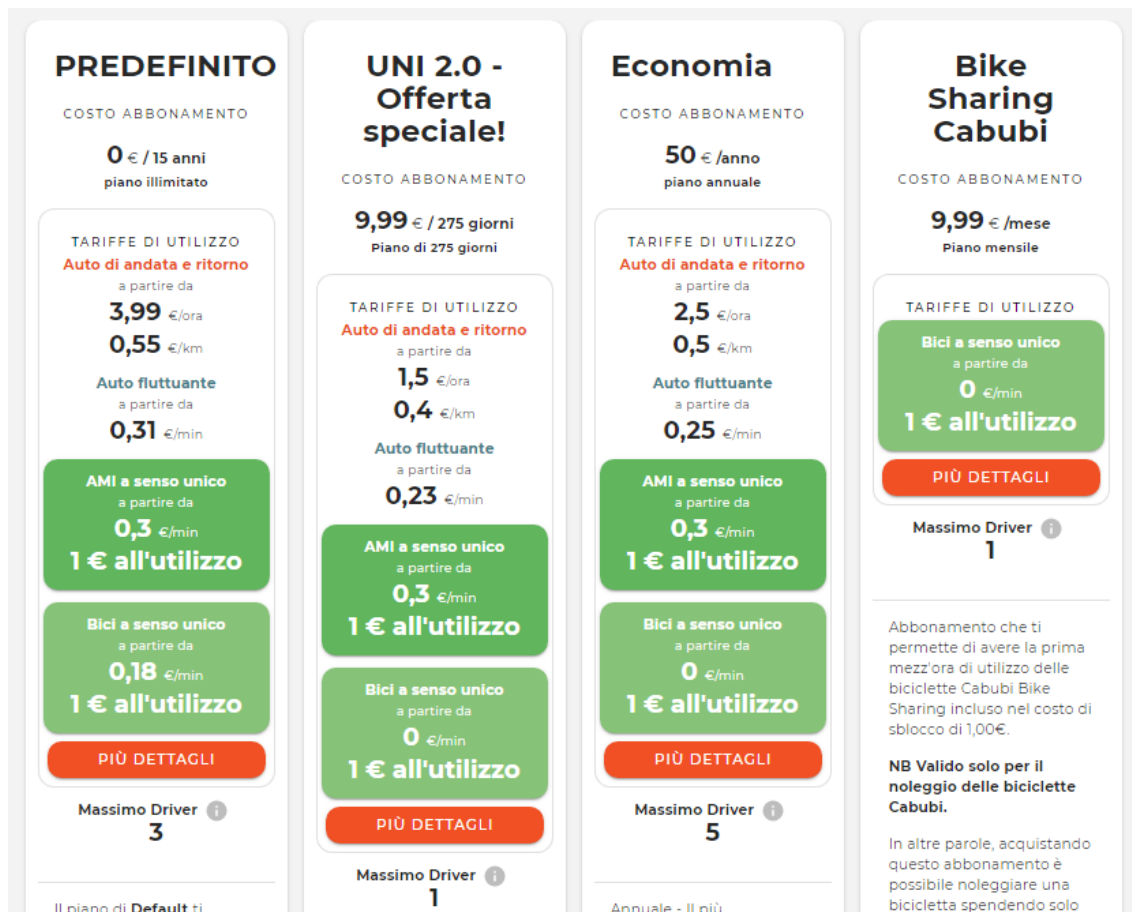 PREDEFINITO
COSTO ABBONAMENTO
0 € / 15 anni
piano illimitato
TARIFFE DI UTILIZZO
Auto di andata e ritorno
a partire da
3,99 €/ora
0,55 €/km
Auto fluttuante
a partire da
0,31 €/min
AMI a senso unico
a partire da
0,3 €/min
1 € all'utilizzo
Bici a senso unico
a partire da
0,18 €/min
1 € all'utilizzo
PIÙ DETTAGLI
Massimo Driver i
3
Il piano di Default ti
UNI 2.0 -
Offerta
speciale!
COSTO ABBONAMENTO
9,99 € / 275 giorni
Piano di 275 giorni
TARIFFE DI UTILIZZO
Auto di andata e ritorno
a partire da
1,5 €/ora
0,4 €/km
Auto fluttuante
a partire da
0,23 €/min
AMI a senso unico
a partire da
0,3 €/min
1 € all'utilizzo
Bici a senso unico
a partire da
0 €/min
1 € all'utilizzo
PIÙ DETTAGLI
Massimo Driver i
1
Economia
COSTO ABBONAMENTO
50 € /anno
piano annuale
TARIFFE DI UTILIZZO
Auto di andata e ritorno
a partire da
2,5 €/ora
0,5 €/km
Auto fluttuante
a partire da
0,25 €/min
AMI a senso unico
a partire da
0,3 €/min
1 € all'utilizzo
Bici a senso unico
a partire da
0 €/min
1 € all'utilizzo
PIÙ DETTAGLI
Massimo Driver i
5
Annuale - Il più
Bike
Sharing
Cabubi
COSTO ABBONAMENTO
9,99 € /mese
Piano mensile
TARIFFE DI UTILIZZO
Bici a senso unico
a partire da
0 €/min
1 € all'utilizzo
PIÙ DETTAGLI
Massimo Driver i
1
Abbonamento che ti
permette di avere la prima
mezz'ora di utilizzo delle
biciclette Cabubi Bike
Sharing incluso nel costo di
sblocco di 1,00€.
NB Valido solo per il
noleggio delle biciclette
Cabubi.
In altre parole, acquistando
questo abbonamento è
possibile noleggiare una
bicicletta spendendo solo